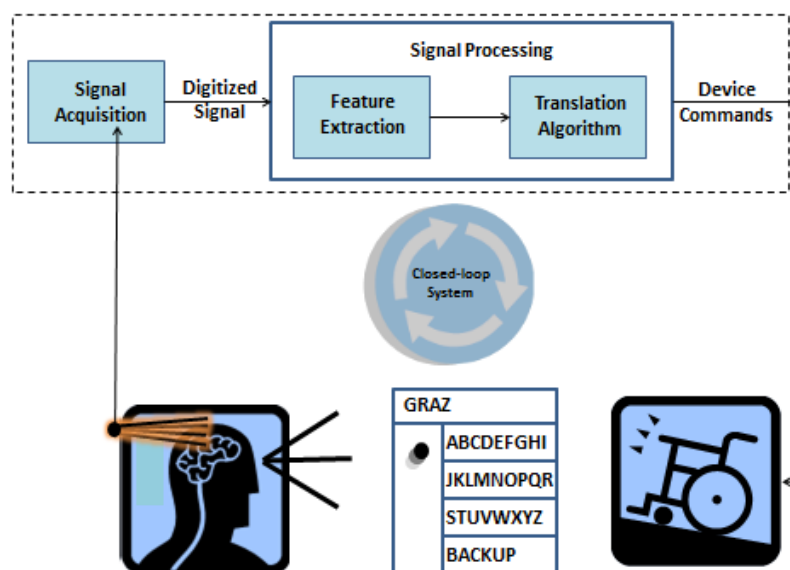 Signal Processing
Signal
Acquisition
Digitized
Signal
Feature
Extraction
Translation
Algorithm
Device
Commands
Closed-loop
System
GRAZ
ABCDEFGHI
JKLMNOPQR
STUVWXYZ
BACKUP